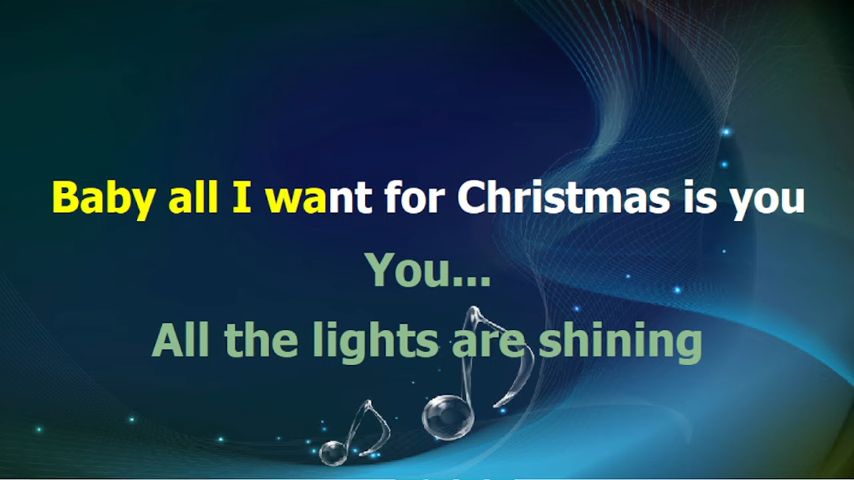 Baby all I want for Christmas is you
You...
All the lights are shining